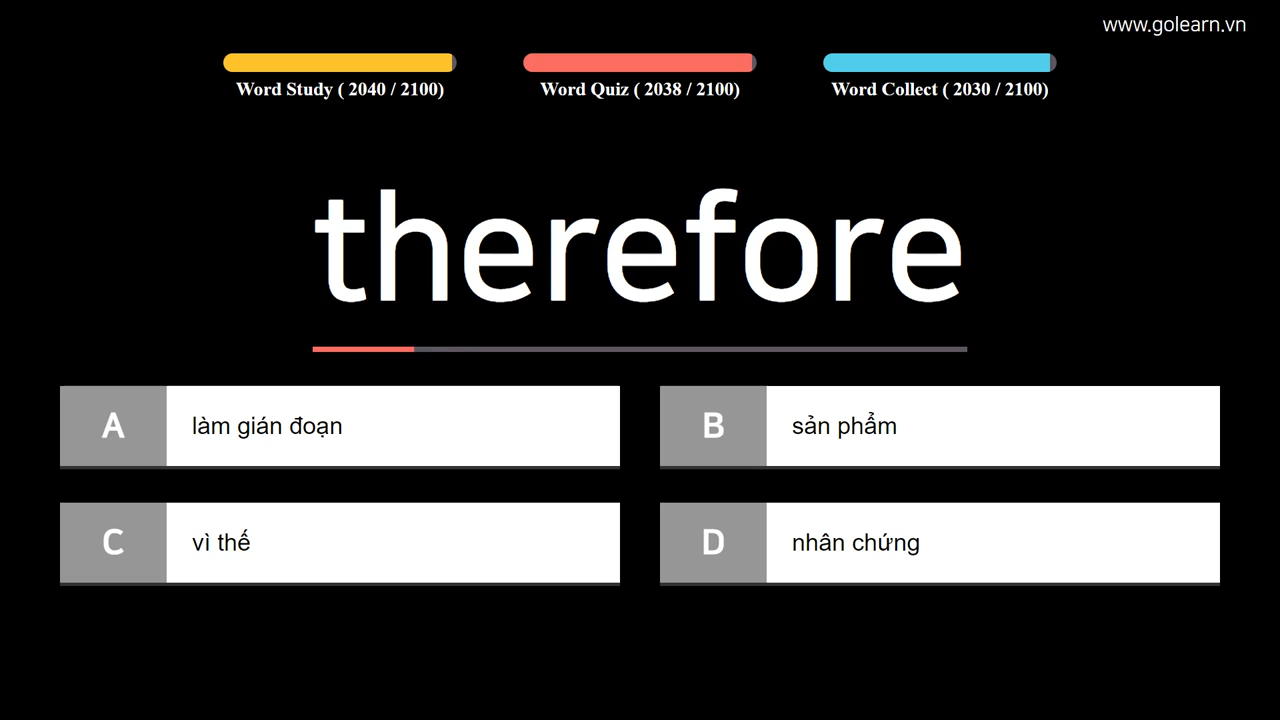 www.golearn.vn
Word Study ( 2040 / 2100)
Word Quiz ( 2038 / 2100)
Word Collect ( 2030 / 2100)
therefore
A làm gián đoạn
B sản phẩm
C vì thế
D nhân chứng